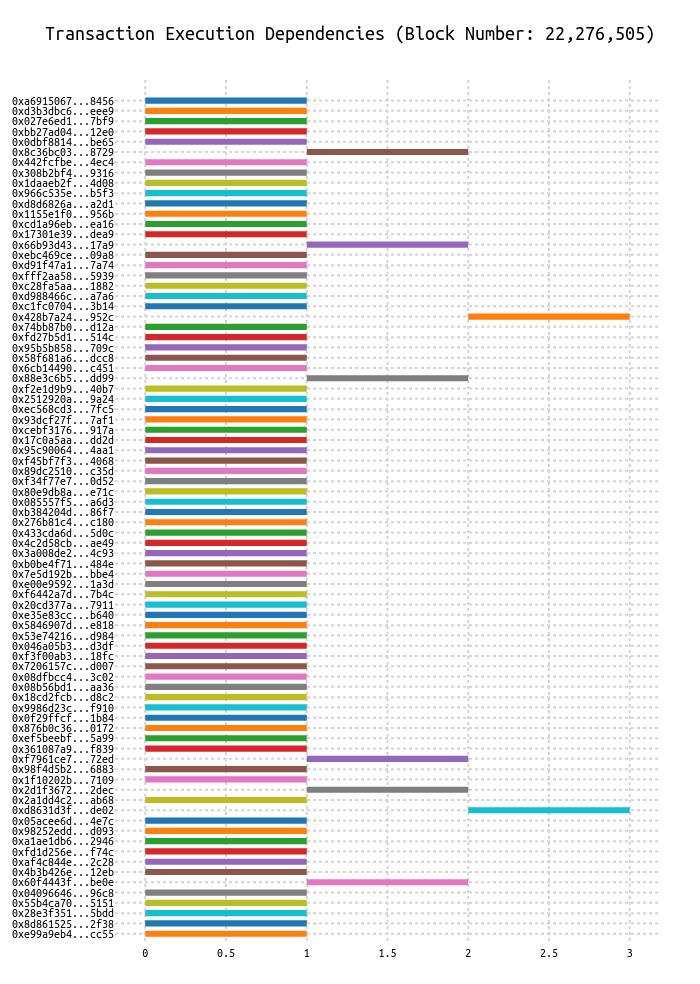 Transaction Execution Dependencies (Block Number: 22,276,505)
0xa6915067...8456
0xd3b3dbc6...eee9
0x027e6ed1...7bf9
0xbb27ad04...12e0
0x0dbf8814...be65
0x8c36bc03...8729
0x442fcfbe...4ec4
0x308b2bf4...9316
0x1daaeb2f...4d08
0x966c535e...b5f3
0xd8d6826a...a2d1
0x1155e1f0...956b
0xcd1a96eb...ea16
0x17301e39...dea9
0x66b93d43...17a9
0xebc469ce...09a8
0xd91f47a1...7a74
0xfff2aa58...5939
0xc28fa5aa...1882
0xd988466c...a7a6
0xc1fc0704...3b14
0x428b7a24...952c
0x74bb87b0...d12a
0xfd27b5d1...514c
0x95b5b858...709c
0x58f681a6...dcc8
0x6cb14490...c451
0x88e3c6b5...dd99
0xf2e1d9b9...40b7
0x2512920a...9a24
0xec568cd3...7fc5
0x93dcf27f...7af1
0xcebf3176...917a
0x17c0a5aa...dd2d
0x95c90064...4aa1
0xf45bf7f3...4068
0x89dc2510...c35d
0xf34f77e7...0d52
0x80e9db8a...e71c
0x085557f5...a6d3
0xb384204d...86f7
0x276b81c4...c180
0x433cda6d...5d0c
0x4c2d58cb...ae49
0x3a008de2...4c93
0xb0be4f71...484e
0x7e5d192b...bbe4
0xe00e9592...1a3d
0xf6442a7d...7b4c
0x20cd377a...7911
0xe35e83cc...b640
0x5846907d...e818
0x53e74216...d984
0x046a05b3...d3df
0xf3f00ab3...18fc
0x7206157c...d007
0x08dfbcc4...3c02
0x08b56bd1...aa36
0x18cd2fcb...d8c2
0x9986d23c...f910
0x0f29ffcf...1b84
0x876b0c36...0172
0xef5beebf...5a99
0x361087a9...f839
0xf7961ce7...72ed
0x98f4d5b2...6883
0x1f10202b...7109
0x2d1f3672...2dec
0x2a1dd4c2...ab68
0xd8631d3f...de02
0x05acee6d...4e7c
0x98252edd...d093
0xa1ae1db6...2946
0xfd1d256e...f74c
0xaf4c844e...2c28
0x4b3b426e...12eb
0x60f4443f...be0e
0x04096646...96c8
0x55b4ca70...5151
0x28e3f351...5bdd
0x8d861525...2f38
0xe99a9eb4...cc55
0 0.5 1 1.5 2 2.5 3